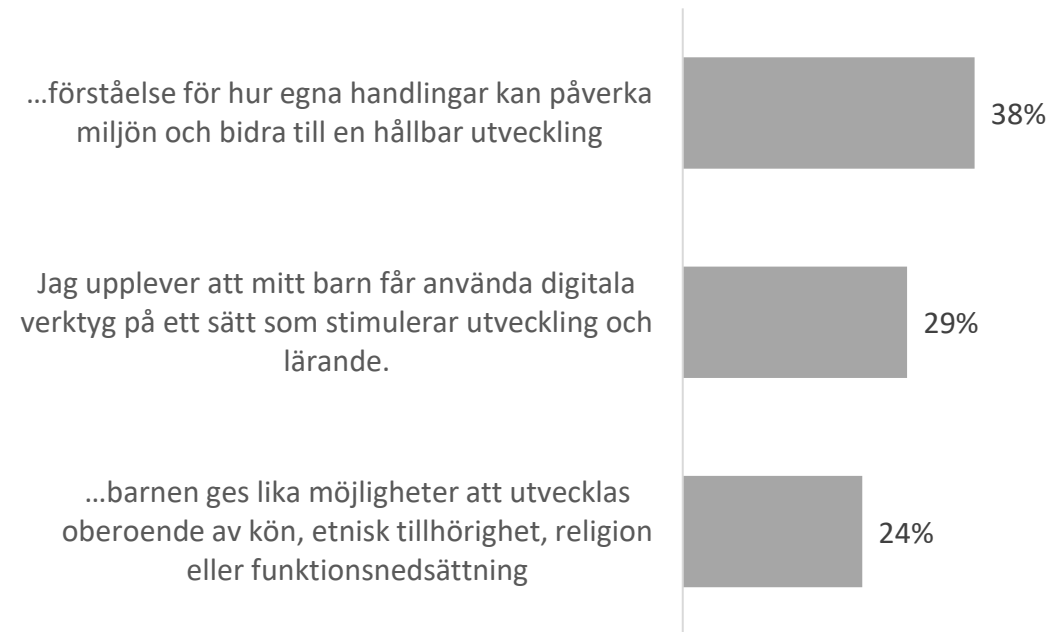 …förståelse för hur egna handlingar kan påverka
miljön och bidra till en hållbar utveckling
38%
Jag upplever att mitt barn får använda digitala
verktyg på ett sätt som stimulerar utveckling och
lärande.
29%
…barnen ges lika möjligheter att utvecklas
oberoende av kön, etnisk tillhörighet, religion
eller funktionsnedsättning
24%